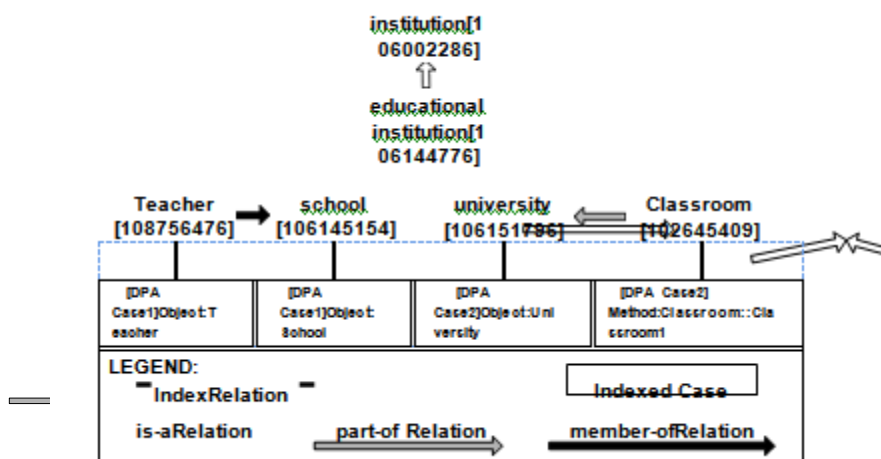 institution[1
06002286]
educational
institution[1
06144776]
Teacher
[108756476]
school
[106145154]
university
[106151786]
Classroom
[102645409]
[DPA
Case1]Object:T
eacher
[DPA
Case1]Object:
School
[DPA
Case2]Object:Uni
versity
[DPA Case2]
Method:Classroom::Cla
ssroom1
LEGEND:
IndexRelation
Indexed Case
is-aRelation
part-of Relation
member-ofRelation